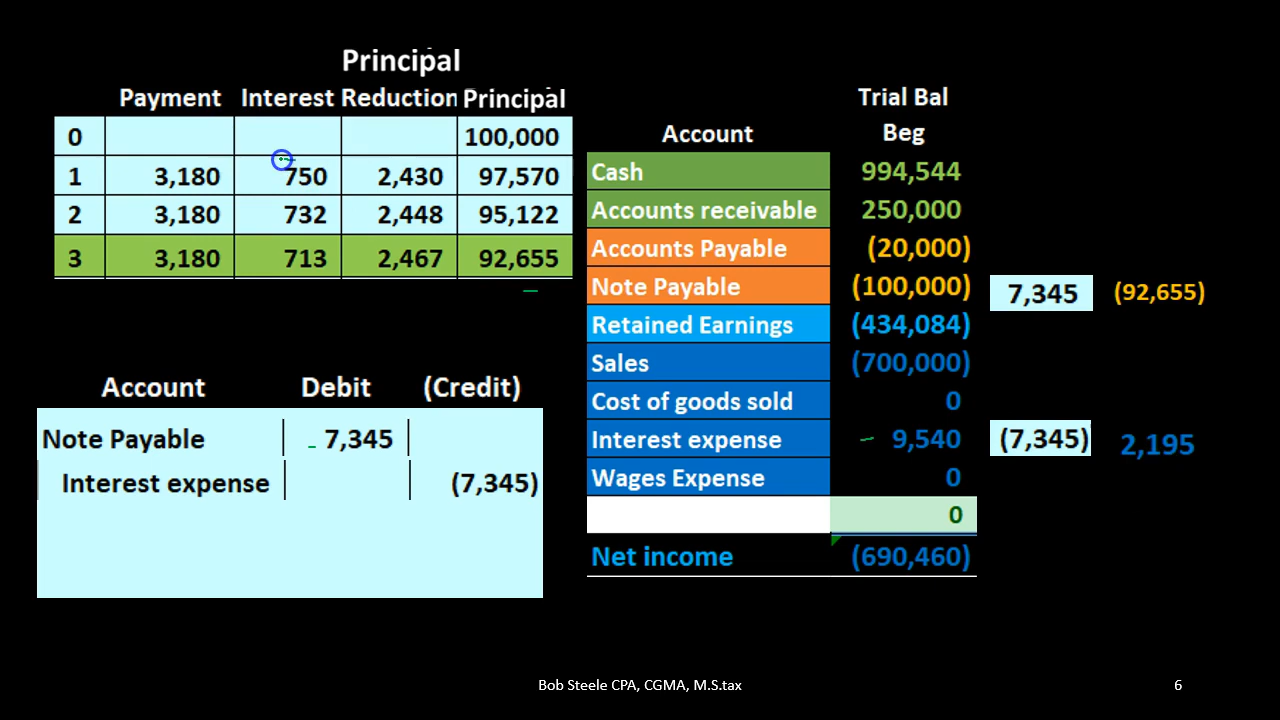 Principal
Payment Interest Reduction Principal
0 100,000
1 3,180 750 2,430 97,570
2 3,180 732 2,448 95,122
3 3,180 713 2,467 92,655
Account Debit (Credit)
Note Payable 7,345
Interest expense (7,345)
Trial Bal
Account Beg
Cash 994,544
Accounts receivable 250,000
Accounts Payable (20,000)
Note Payable (100,000) 7,345 (92,655)
Retained Earnings (434,084)
Sales (700,000)
Cost of goods sold 0
Interest expense 9,540 (7,345) 2,195
Wages Expense 0
0
Net income (690,460)
Bob Steele CPA, CGMA, M.S.tax 6